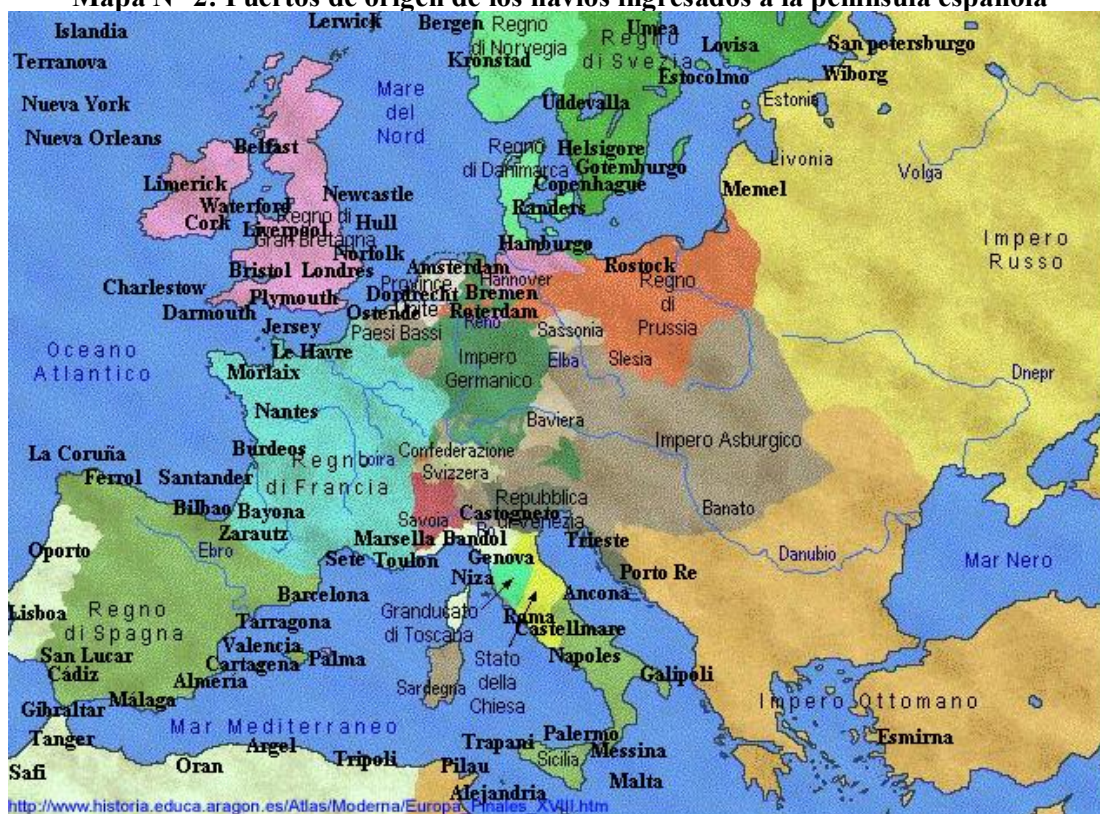 Mapa N° 2: Puertos de origen de los navíos ingresados a la península española
Islandia
Lerwick
Bergen
Regno
di Norvegia
Kronstad
Umea
Regno
di Svezia
Lovisa
San petersburgo
Terranova
Estocolmo
Wiborg
Nueva York
Mare
del
Nord
Uddevalla
Estonia
Nueva Orleans
Belfast
Regno
di Danimarca
Helsigore
Gotemburgo
Livonia
Volga
Limerick
Newcastle
Copenhague
Memel
Waterford
Randers
Cork
Liverpool
Regno di
Gran Bretagna
Hull
Impero
Russo
Norfolk
Hamburgo
Bristol
Londres
Amsterdam
Hannover
Rostock
Charlestow
Province
Unite
Regno
di
Prussia
Plymouth
Dordrecht
Bremen
Darmouth
Ostende
Roterdam
Jersey
Paesi Bassi
Reno
Sassonia
Oceano
Atlantico
Le Havre
Impero
Germanico
Elba
Slesia
Morlaix
Dnepr
Nantes
Baviera
Burdeos
Regno
di Francia
Loira
Confederazione
Svizzera
Impero Asburgico
La Coruña
Ferrol
Santander
Repubblica
di Venezia
Bilbao
Bayona
Savoia
Castogneto
Banato
Zarautz
Marsella
Bandol
Po
Trieste
Oporto
Ebro
Sete
Toulon
Genova
Danubio
Mar Nero
Niza
Porto Re
Barcelona
Ancona
Lisboa
Regno
di Spagna
Granducato
di Toscana
Roma
Tarragona
Castellmare
Valencia
San Lucar
Cartagena
Palma
Stato
della
Chiesa
Napoles
Cádiz
Almeria
Sardegna
Galipoli
Málaga
Gibraltar
Impero Ottomano
Mar Mediterraneo
Tanger
Argel
Tripoli
Trapani
Palermo
Messina
Esmirna
Safi
Oran
Pilau
Sicilia
Malta
Alejandria
http://www.historia.educa.aragon.es/Atlas/Moderna/Europa_Finales_XVIII.htm